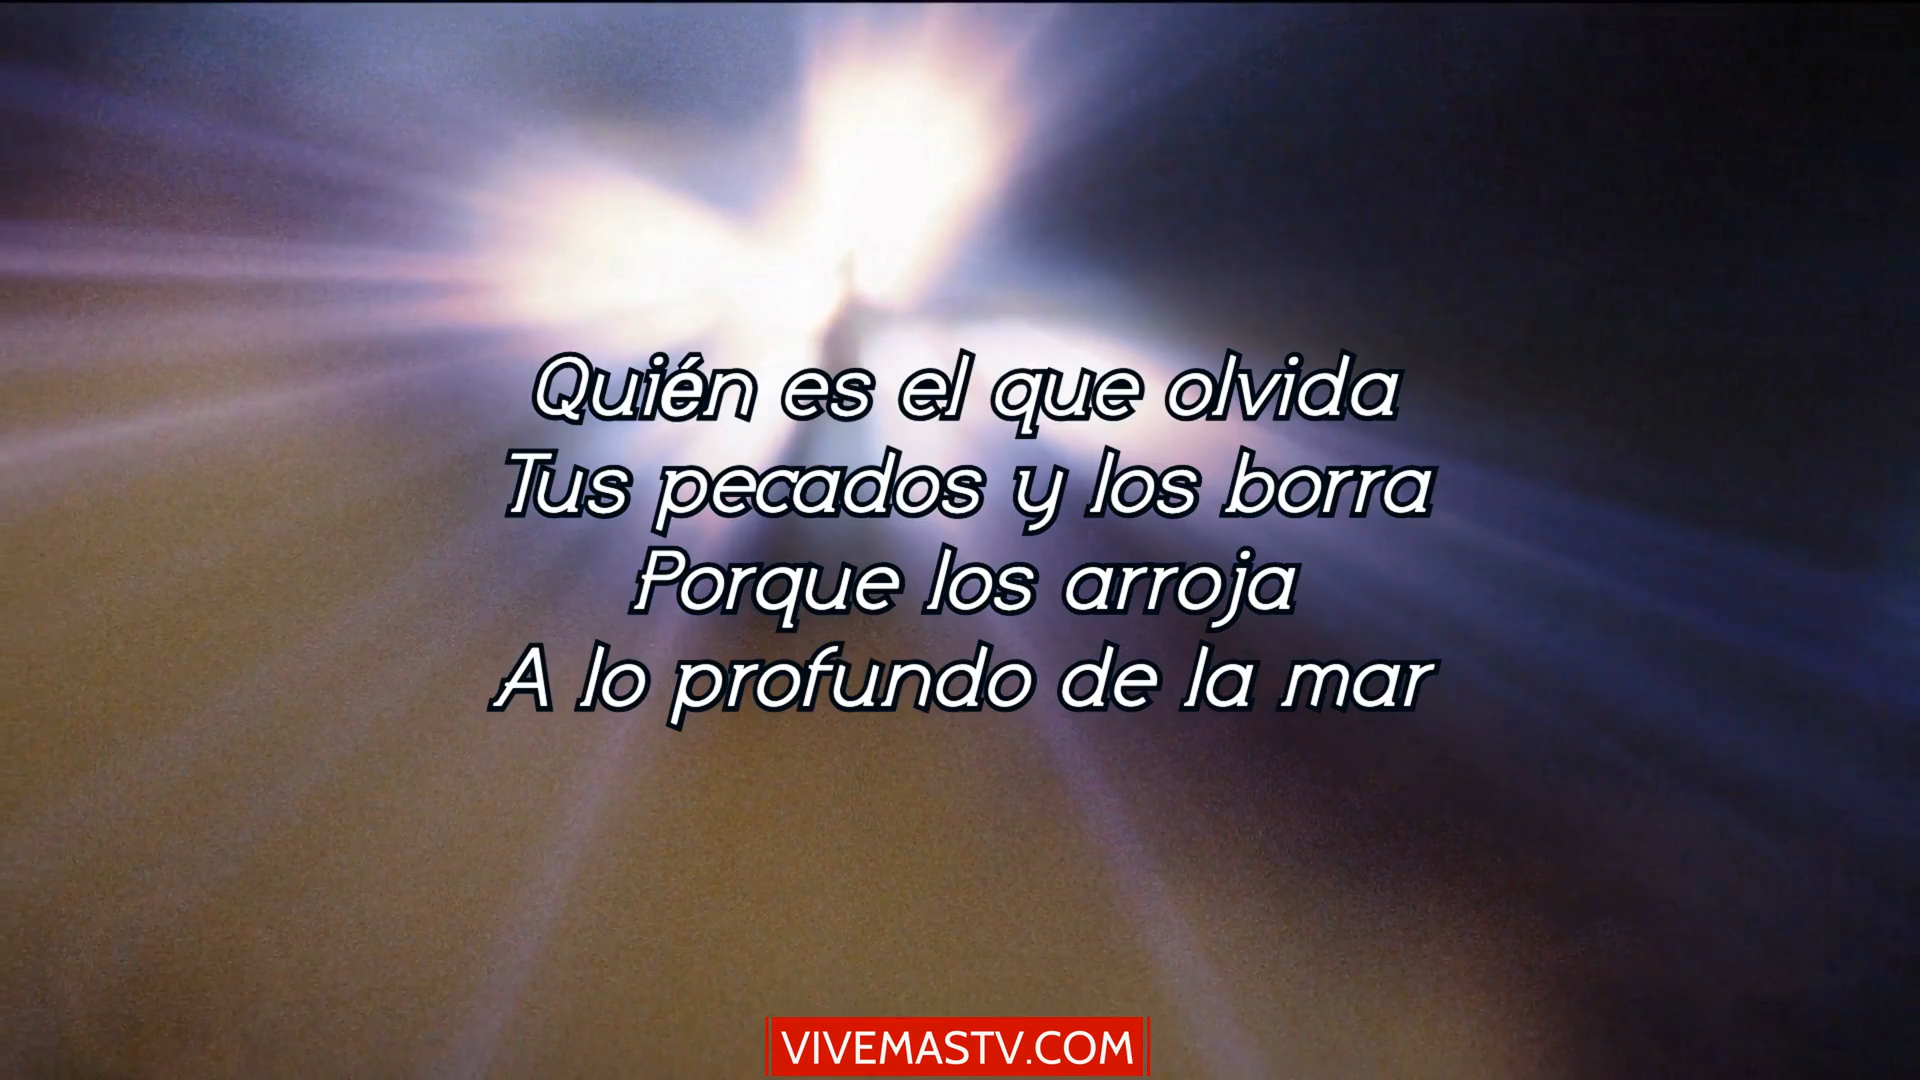 Quién es el que olvida
Tus pecados y los borra
Porque los arroja
A lo profundo de la mar
VIVEMASTV.COM